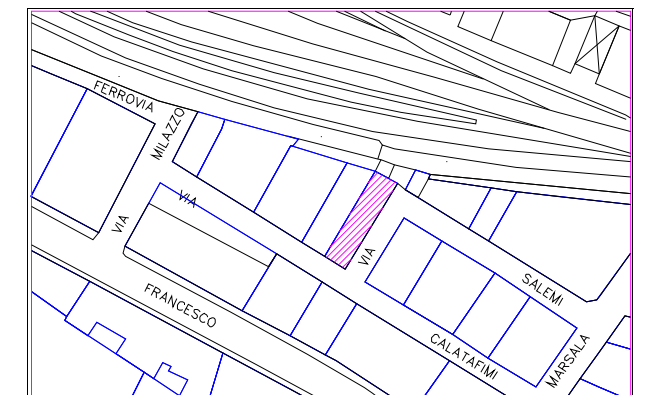 FERROVIA
MILAZZO
VIA
VIA
VIA
SALEMI
FRANCESCO
CALATAFIMI
MARSALA